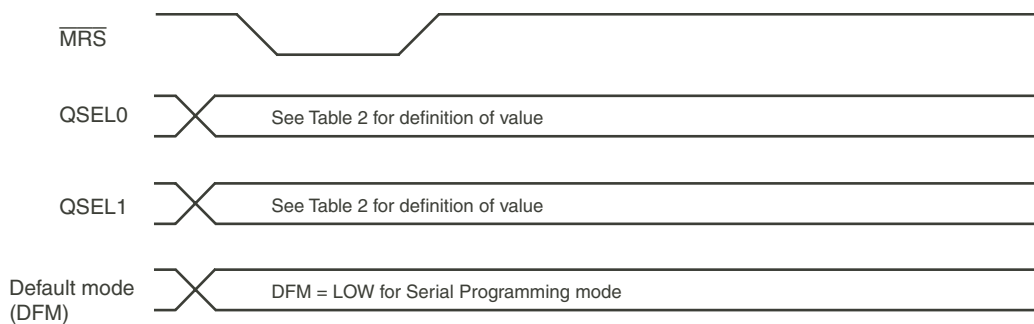 MRS
QSEL0
See Table 2 for definition of value
QSEL1
See Table 2 for definition of value
Default mode
(DFM)
DFM = LOW for Serial Programming mode